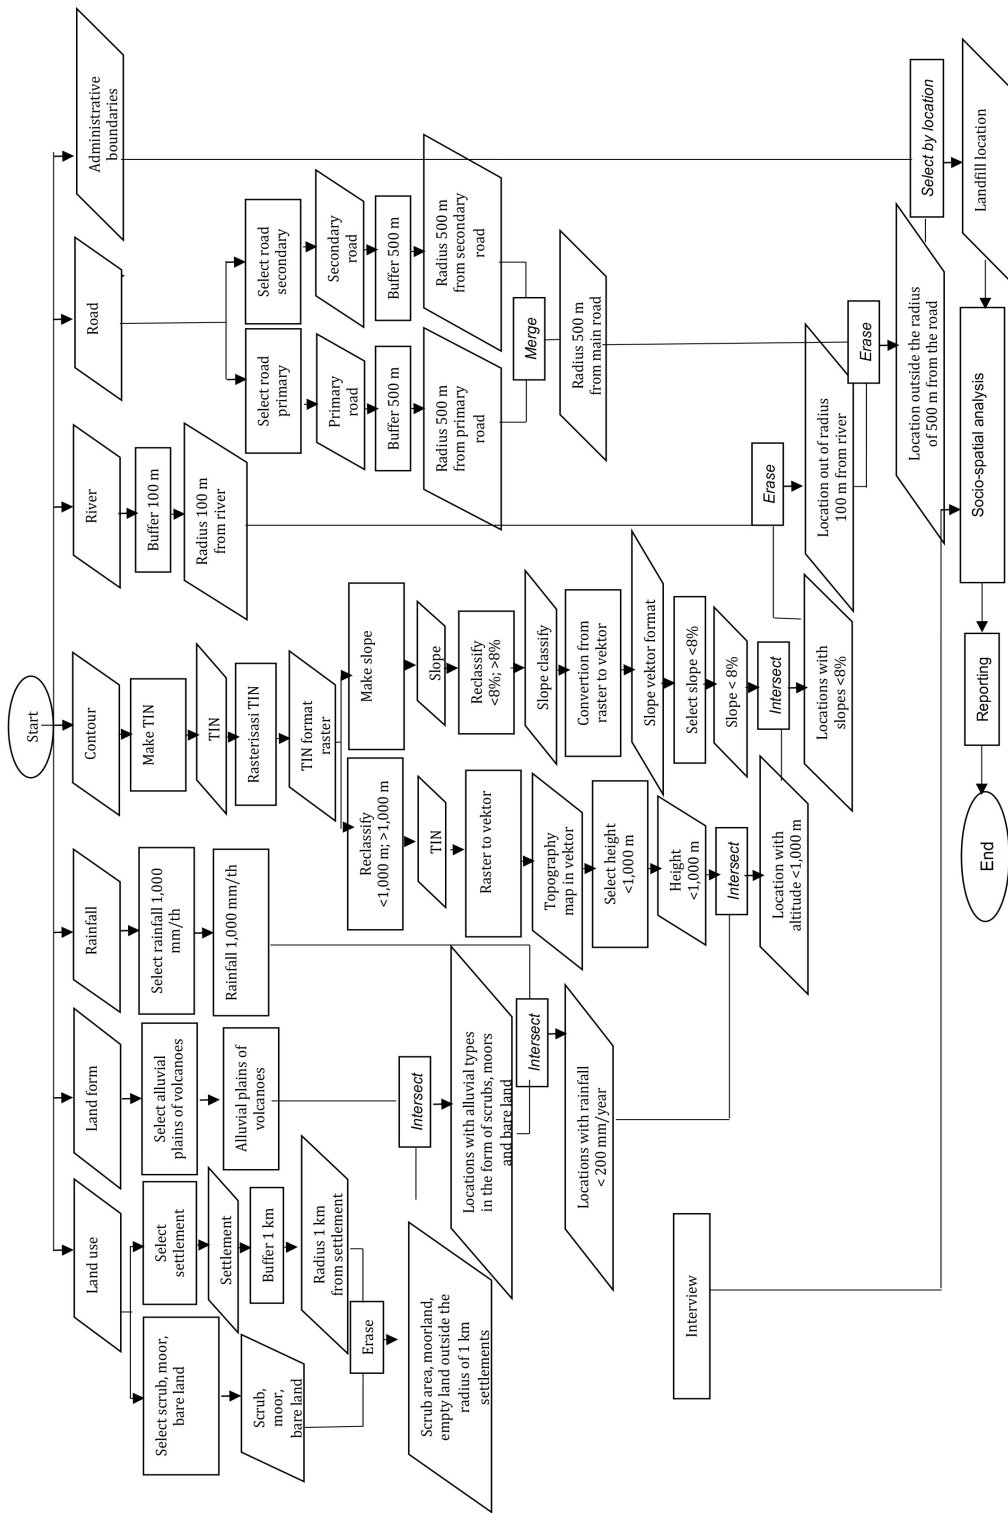 Start
Land use
Land form
Rainfall
Contour
River
Road
Administrative
boundaries
Select scrub, moor,
bare land
Select
settlement
Select alluvial
plains of volcanoes
Select rainfall 1,000
mm/th
Make TIN
Buffer 100 m
Scrub,
moor,
bare land
Settlement
Buffer 1 km
Radius 1 km
from settlement
Erase
Scrub area, moorland,
empty land outside the
radius of 1 km
settlements
Alluvial plains of
volcanoes
Intersect
Locations with alluvial types
in the form of scrubs, moors
and bare land
Rainfall 1,000 mm/th
Intersect
Locations with rainfall
< 200 mm/year
TIN
Rasterisasi TIN
TIN format
raster
Reclassify
<1,000 m; >1,000 m
TIN
Raster to vektor
Topography
map in vektor
Select height
<1,000 m
Height
<1,000 m
Intersect
Location with
altitude <1,000 m
Make slope
Slope
Reclassify
<8%; >8%
Slope classify
Convertion from
raster to vektor
Slope vektor format
Select slope <8%
Slope < 8%
Intersect
Locations with
slopes <8%
Radius 100 m
from river
Erase
Location out of radius
100 m from river
Select road
primary
Primary
road
Buffer 500 m
Radius 500 m
from primary
road
Select road
secondary
Secondary
road
Buffer 500 m
Radius 500 m
from secondary
road
Merge
Radius 500 m
from main road
Erase
Location outside the radius
of 500 m from the road
Select by location
Landfill location
Interview
Socio-spatial analysis
Reporting
End